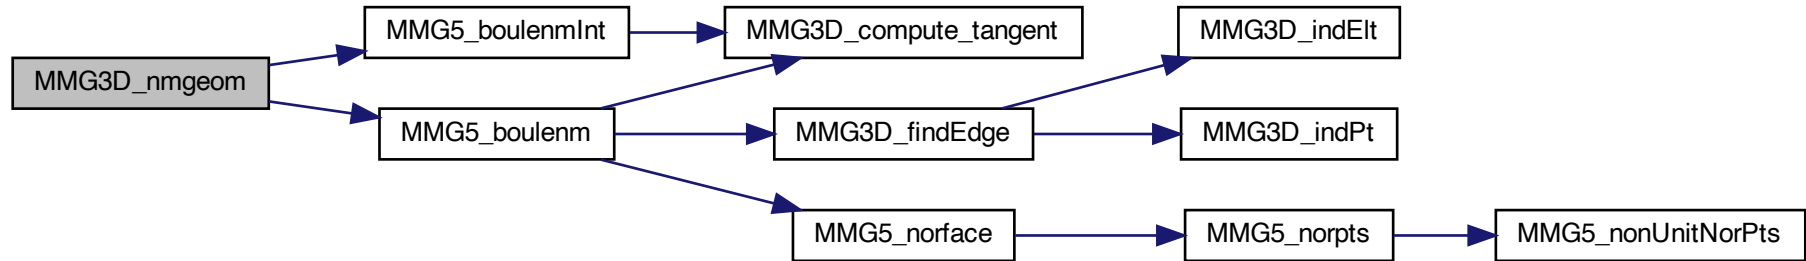 MMG3D_nmgeom
MMG5_boulenmInt
MMG3D_compute_tangent
MMG3D_indElt
MMG5_boulenm
MMG3D_findEdge
MMG3D_indPt
MMG5_norface
MMG5_norpts
MMG5_nonUnitNorPts